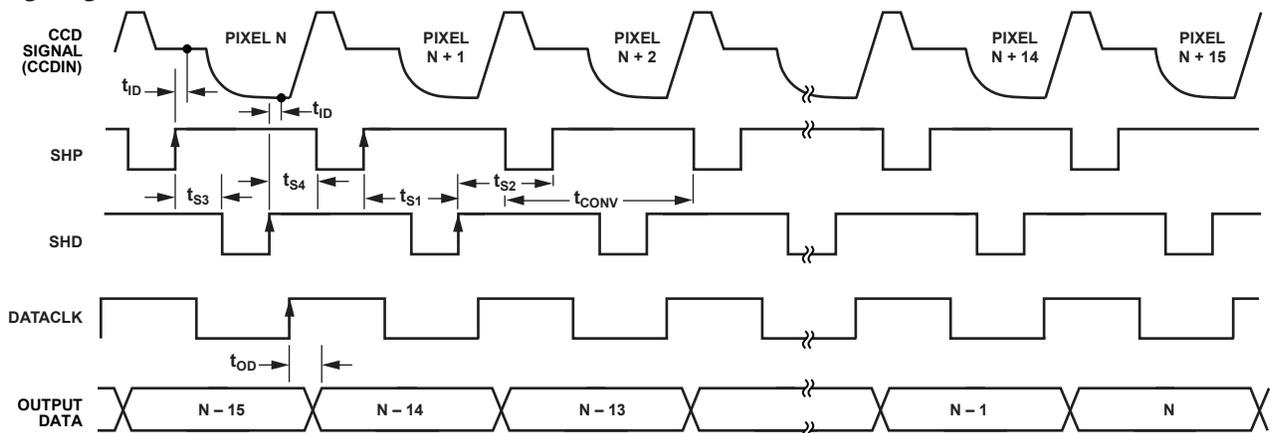 CCD
SIGNAL
(CCDIN)
PIXEL N
PIXEL
N + 1
PIXEL
N + 2
PIXEL
N + 14
PIXEL
N + 15
tID
tID
SHP
tS3
tS4
tS1
tS2
tCONV
SHD
DATACLK
tOD
OUTPUT
DATA
N – 15
N – 14
N – 13
N – 1
N